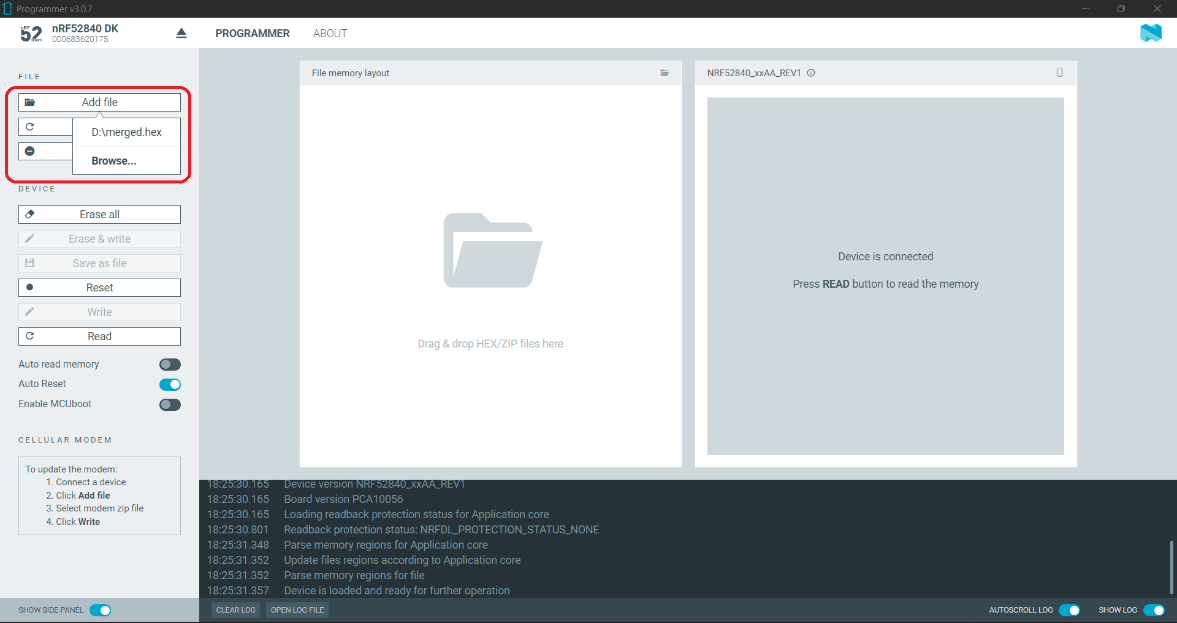 Programmer v3.0.7
nRF52840 DK
000683620175
PROGRAMMER
ABOUT
FILE
Add file
D:\merged.hex
Browse...
DEVICE
Erase all
Erase & write
Save as file
Reset
Write
Read
Auto read memory
Auto Reset
Enable MCUboot
CELLULAR MODEM
To update the modem:
1. Connect a device
2. Click Add file
3. Select modem zip file
4. Click Write
SHOW SIDE PANEL
File memory layout
Drag & drop HEX/ZIP files here
NRF52840_xxAA_REV1
Device is connected
Press READ button to read the memory
18:25:30.165 Device version NRF52840_xxAA_REV1
18:25:30.165 Board version PCA10056
18:25:30.165 Loading readback protection status for Application core
18:25:30.801 Readback protection status: NRFDL_PROTECTION_STATUS_NONE
18:25:31.348 Parse memory regions for Application core
18:25:31.352 Update files regions according to Application core
18:25:31.352 Parse memory regions for file
18:25:31.357 Device is loaded and ready for further operation
CLEAR LOG
OPEN LOG FILE
AUTOSCROLL LOG
SHOW LOG